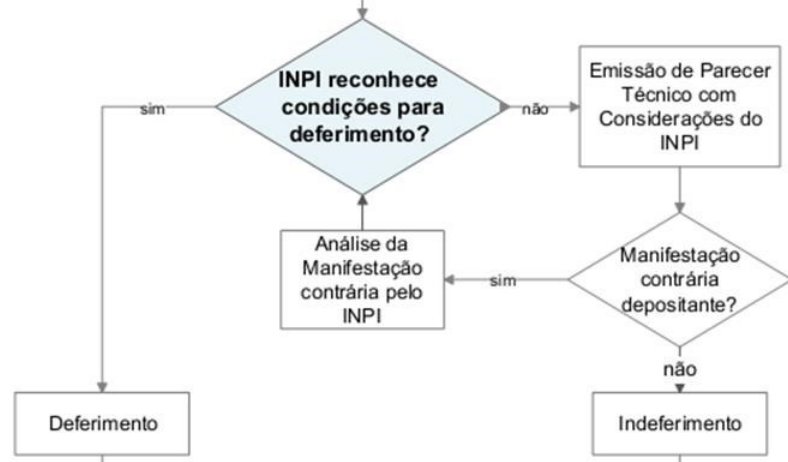 INPI reconhece
condições para
deferimento?
sim
não
Emissão de Parecer
Técnico com
Considerações do
INPI
Análise da
Manifestação
contrária pelo
INPI
sim
Manifestação
contrária
depositante?
não
Deferimento
Indeferimento